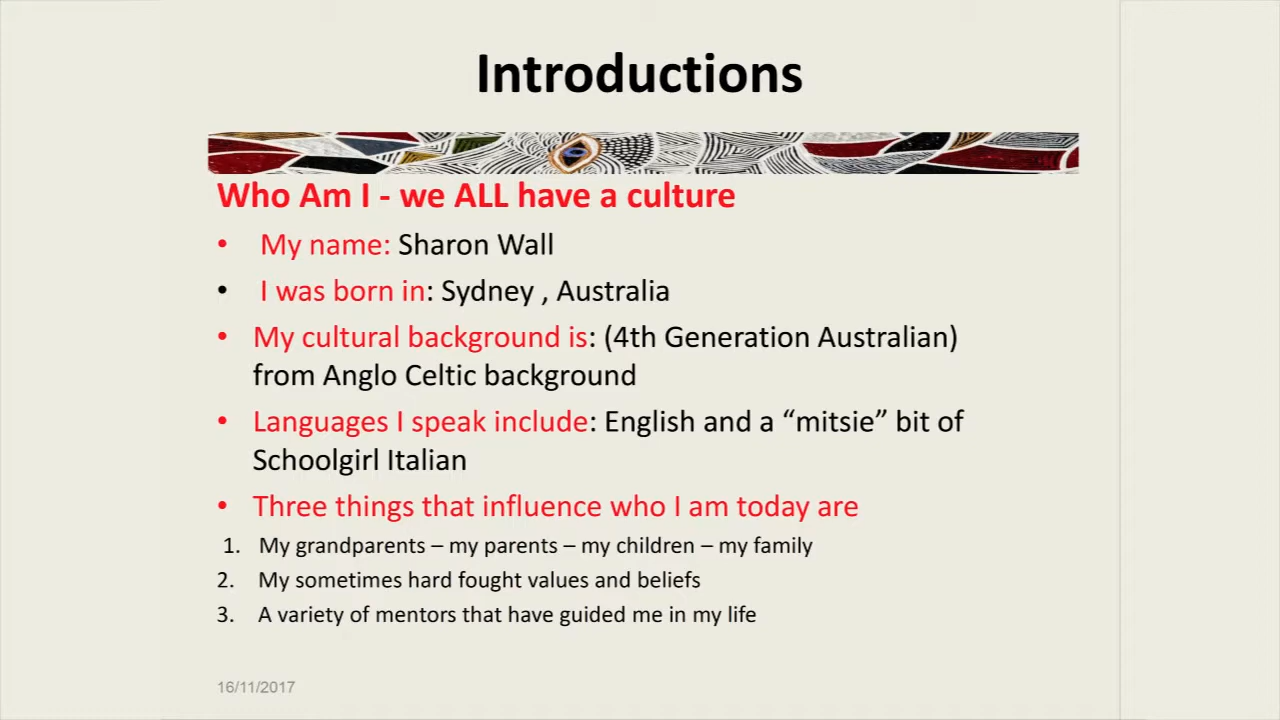 Introductions
Who Am I - we ALL have a culture
• My name: Sharon Wall
• I was born in: Sydney , Australia
• My cultural background is: (4th Generation Australian)
from Anglo Celtic background
• Languages I speak include: English and a “mitsie” bit of
Schoolgirl Italian
• Three things that influence who I am today are
1. My grandparents – my parents – my children – my family
2. My sometimes hard fought values and beliefs
3. A variety of mentors that have guided me in my life
16/11/2017